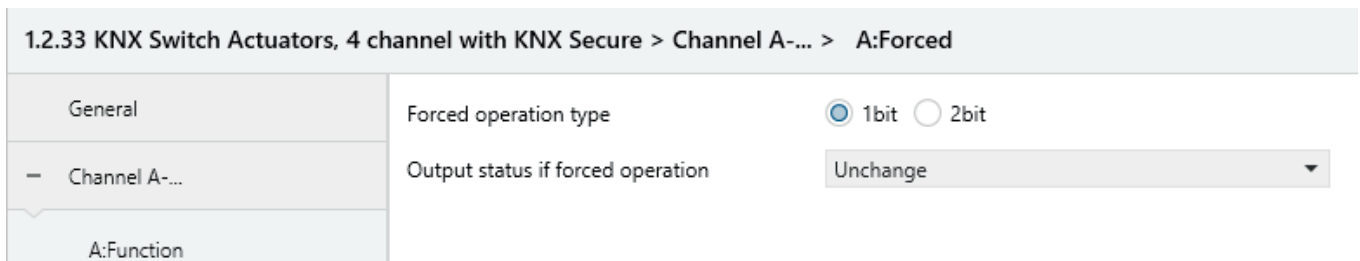 1.2.33 KNX Switch Actuators, 4 channel with KNX Secure > Channel A-... > A:Forced
General
Forced operation type 1bit 2bit
– Channel A-...
Output status if forced operation Unchange
A:Function